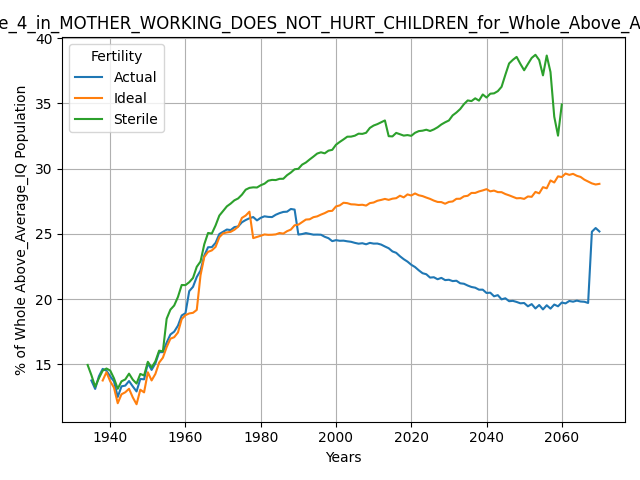 e_4_in_MOTHER_WORKING_DOES_NOT_HURT_CHILDREN_for_Whole_Above_A
Fertility
Actual
Ideal
Sterile
% of Whole Above_Average_IQ Population
40
35
30
25
20
15
1940 1960 1980 2000 2020 2040 2060
Years